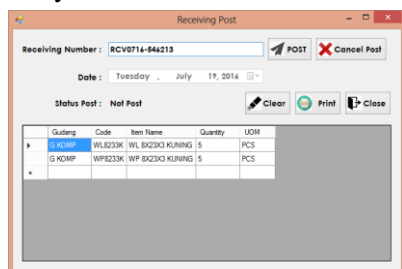 Receiving Post
Receiving Number : RCV0716-546213 POST Cancel Post
Date : Tuesday , July 19, 2016
Status Post : Not Post Clear Print Close
Gudang Code Item Name Quantity UOM
G KOMP WL8233K WL 8X23X3 KUNING 5 PCS
G KOMP WP8233K WP 8X23X3 KUNING 5 PCS